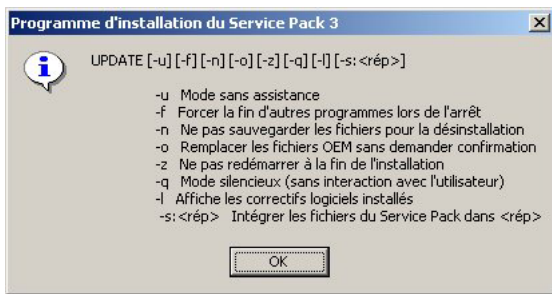 Programme d'installation du Service Pack 3
UPDATE [-u] [-f] [-n] [-o] [-z] [-q] [-l] [-s:<rép>]
-u Mode sans assistance
-f Forcer la fin d'autres programmes lors de l'arrêt
-n Ne pas sauvegarder les fichiers pour la désinstallation
-o Remplacer les fichiers OEM sans demander confirmation
-z Ne pas redémarrer à la fin de l'installation
-q Mode silencieux (sans interaction avec l'utilisateur)
-l Affiche les correctifs logiciels installés
-s:<rép> Intégrer les fichiers du Service Pack dans <rép>
OK